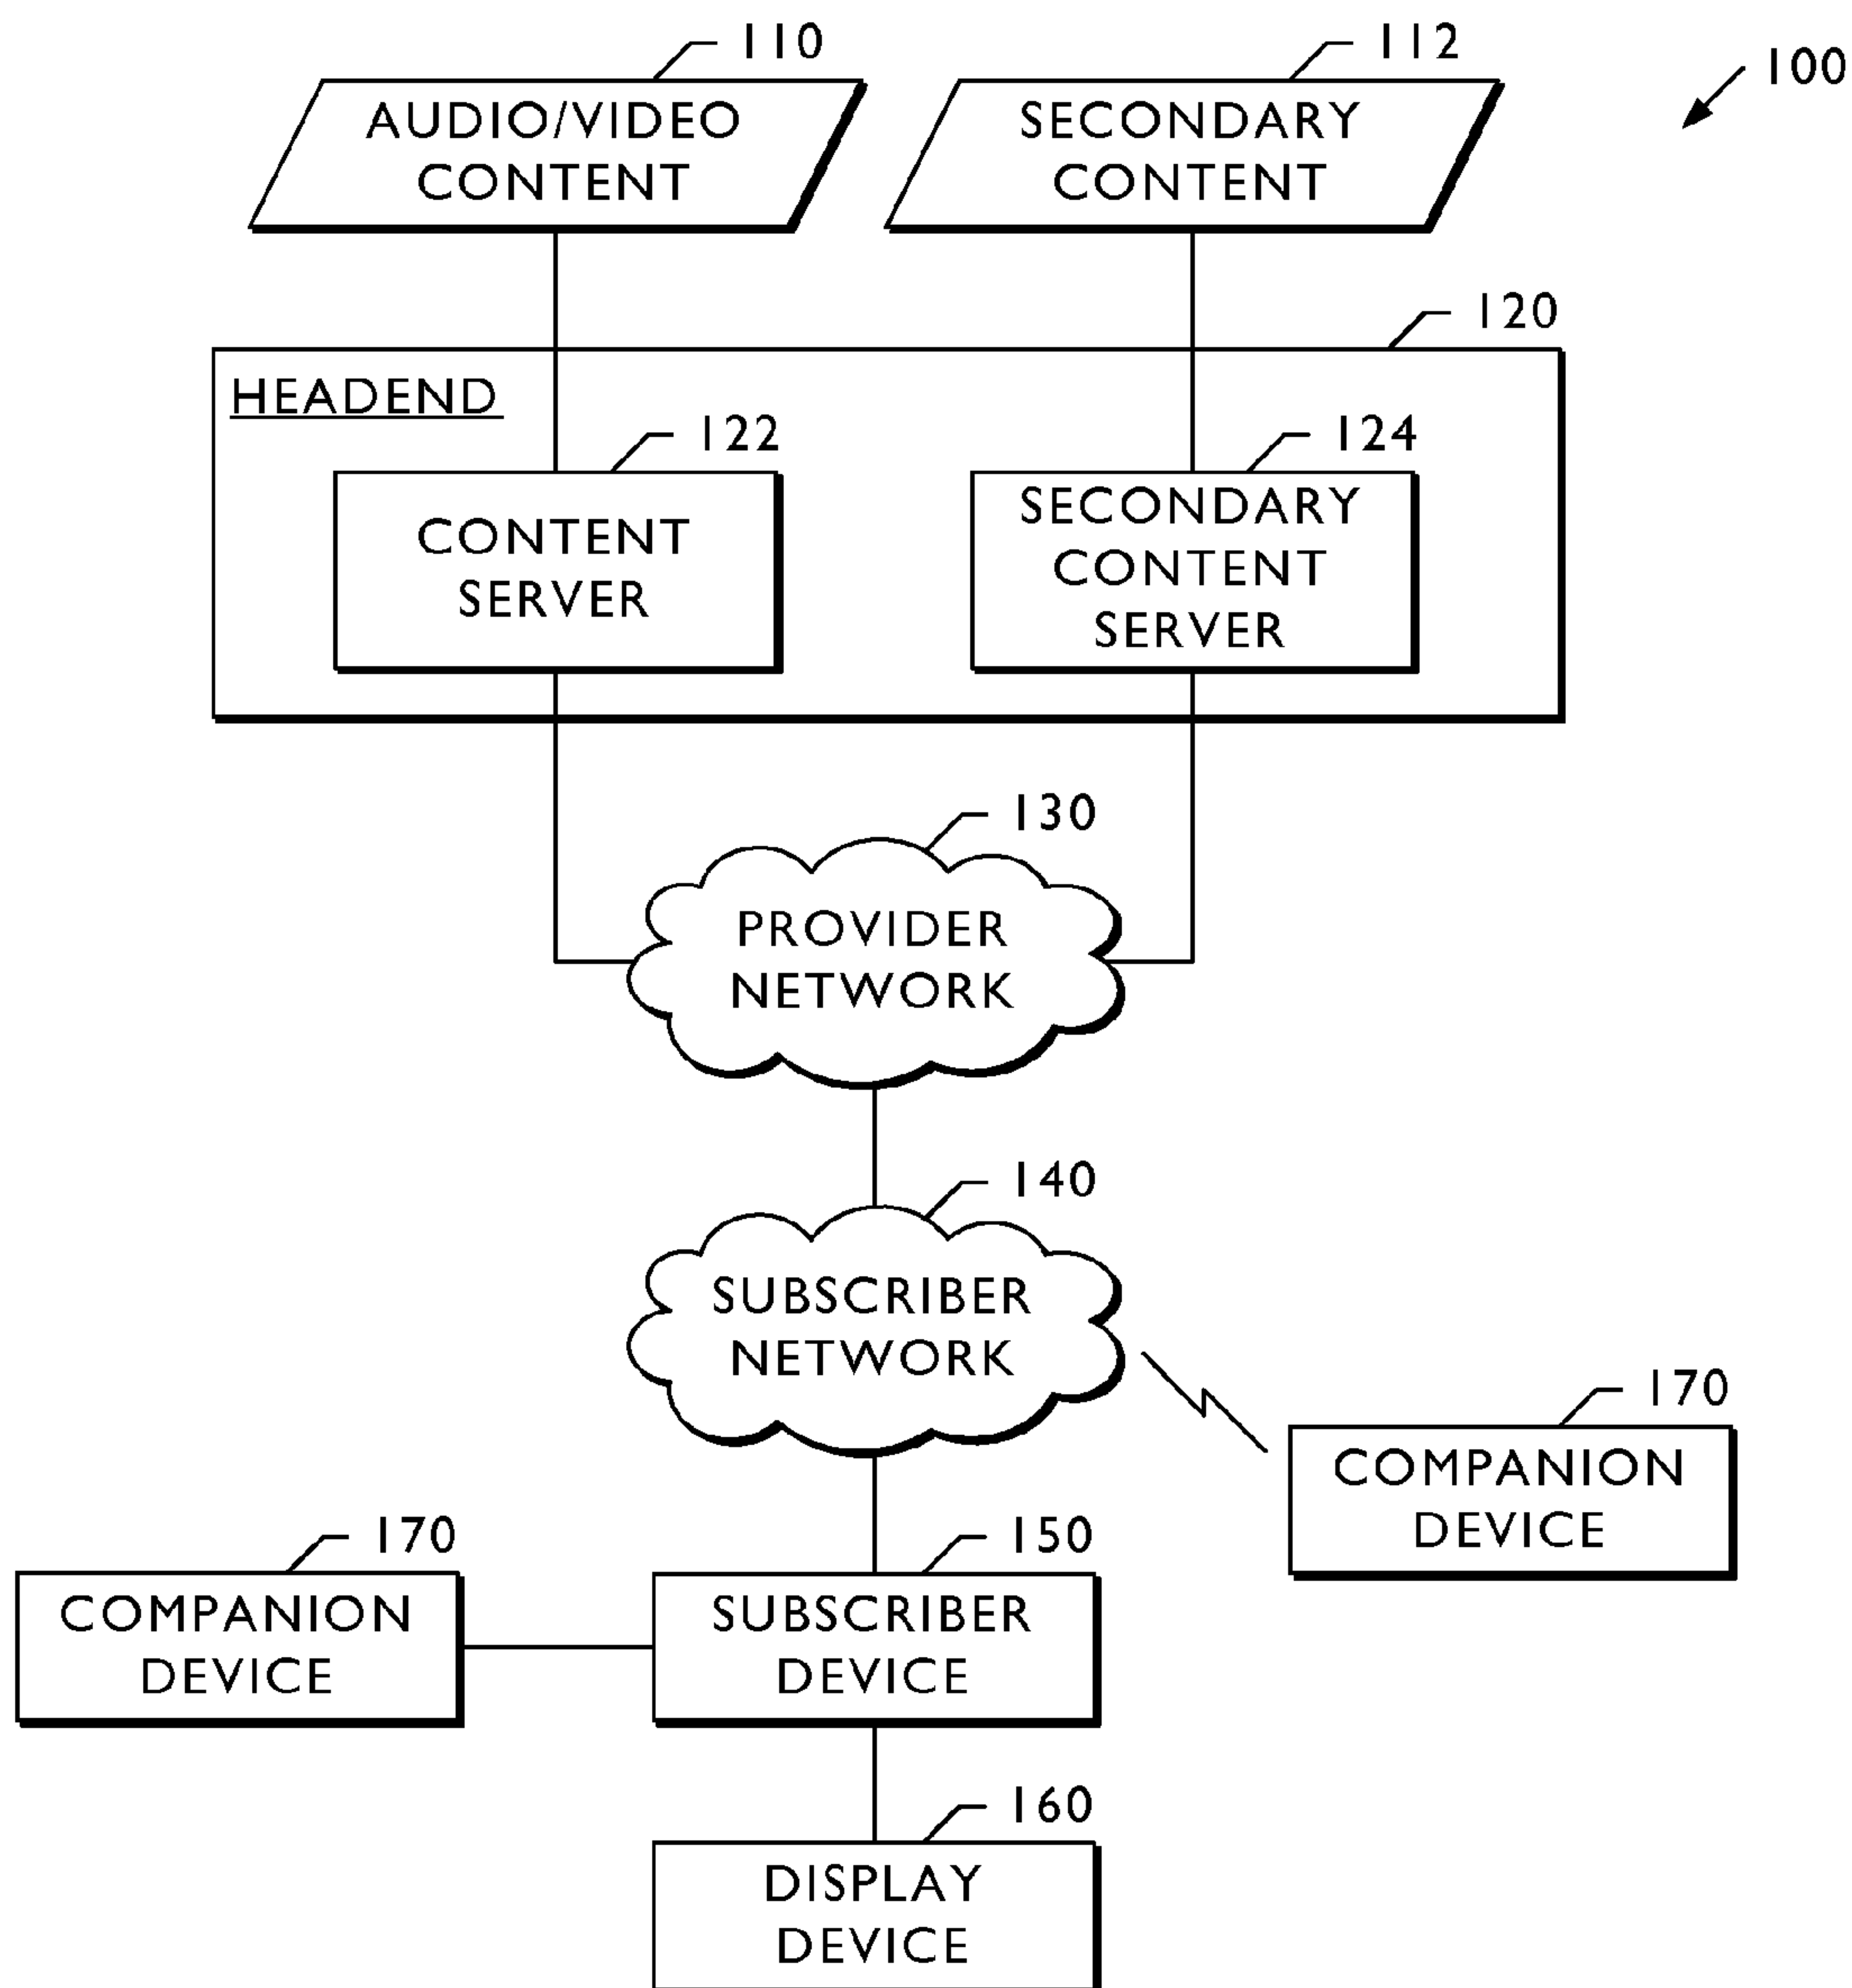 110
112
100
AUDIO/VIDEO
CONTENT
SECONDARY
CONTENT
120
HEADEND
122
124
CONTENT
SERVER
SECONDARY
CONTENT
SERVER
130
PROVIDER
NETWORK
140
SUBSCRIBER
NETWORK
170
COMPANION
DEVICE
170
COMPANION
DEVICE
150
SUBSCRIBER
DEVICE
160
DISPLAY
DEVICE